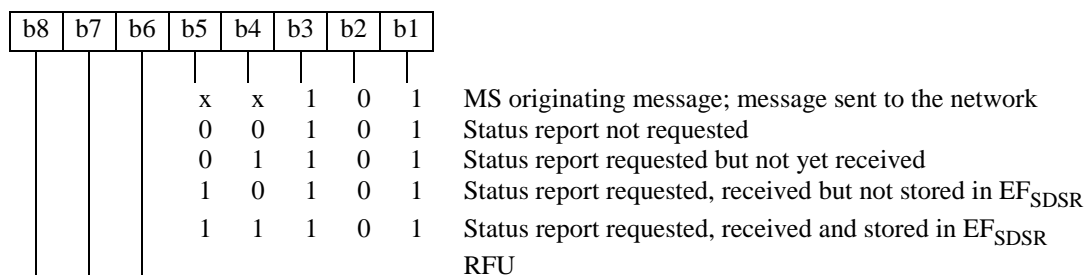 b8 b7 b6 b5 b4 b3 b2 b1
x x 1 0 1 MS originating message; message sent to the network
0 0 1 0 1 Status report not requested
0 1 1 0 1 Status report requested but not yet received
1 0 1 0 1 Status report requested, received but not stored in EFSDSR
1 1 1 0 1 Status report requested, received and stored in EFSDSR
RFU